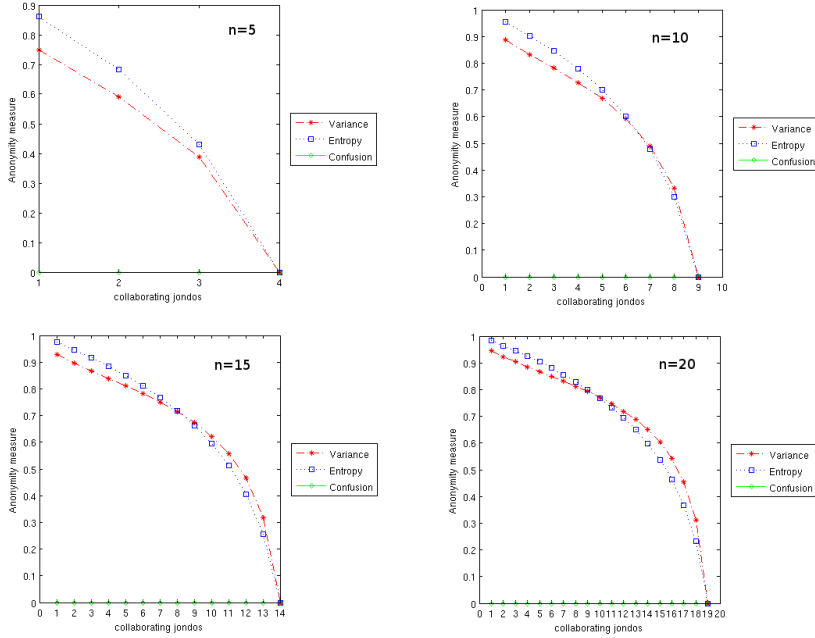 n=5
0.9
0.8
0.7
0.6
0.5
0.4
0.3
0.2
0.1
0
Anonymity measure
1 2 3 4
collaborating jondos
Variance
Entropy
Confusion
n=10
1
0.9
0.8
0.7
0.6
0.5
0.4
0.3
0.2
0.1
0
Anonymity measure
0 1 2 3 4 5 6 7 8 9 10
collaborating jondos
Variance
Entropy
Confusion
n=15
1
0.9
0.8
0.7
0.6
0.5
0.4
0.3
0.2
0.1
0
Anonymity measure
0 1 2 3 4 5 6 7 8 9 10 11 12 13 14
collaborating jondos
Variance
Entropy
Confusion
n=20
1
0.9
0.8
0.7
0.6
0.5
0.4
0.3
0.2
0.1
0
Anonymity measure
0 1 2 3 4 5 6 7 8 9 10 11 12 13 14 15 16 17 18 19 20
collaborating jondos
Variance
Entropy
Confusion